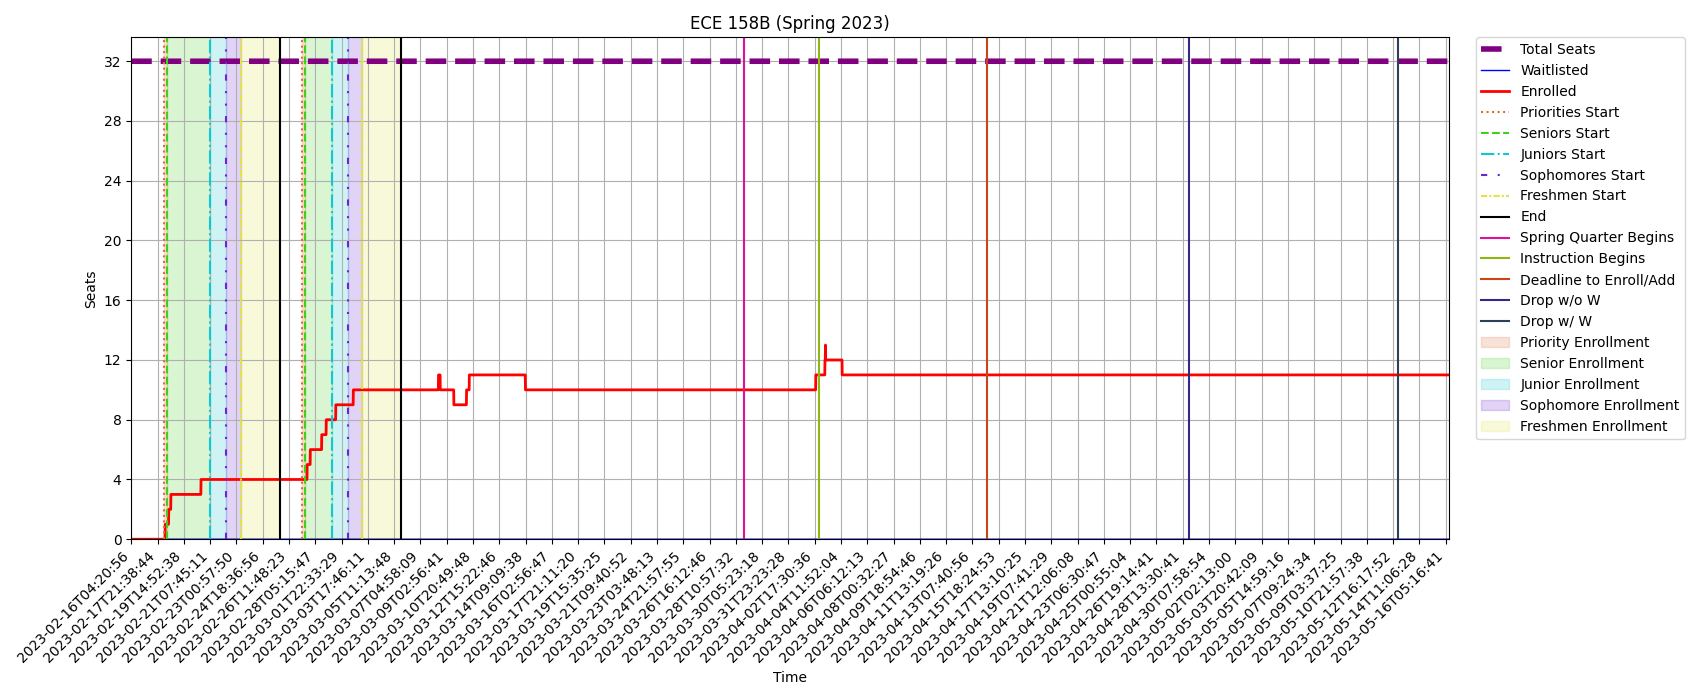 ECE 158B (Spring 2023)
Seats
32
28
24
20
16
12
8
4
0
2023-02-16T04:20:56
2023-02-17T21:38:44
2023-02-19T14:52:38
2023-02-21T07:45:11
2023-02-23T00:57:50
2023-02-24T18:36:56
2023-02-26T11:48:23
2023-02-28T05:15:47
2023-03-01T22:33:29
2023-03-03T17:46:11
2023-03-05T11:13:48
2023-03-07T04:58:09
2023-03-09T02:56:41
2023-03-10T20:49:48
2023-03-12T15:22:46
2023-03-14T09:09:38
2023-03-16T02:56:47
2023-03-17T21:11:20
2023-03-19T15:35:25
2023-03-21T09:40:52
2023-03-23T03:48:13
2023-03-24T21:57:55
2023-03-26T16:12:46
2023-03-28T10:57:32
2023-03-30T05:23:18
2023-03-31T23:23:28
2023-04-02T17:30:36
2023-04-04T11:52:04
2023-04-06T06:12:13
2023-04-08T00:32:27
2023-04-09T18:54:46
2023-04-11T13:19:26
2023-04-13T07:40:56
2023-04-15T18:24:53
2023-04-17T13:10:25
2023-04-19T07:41:29
2023-04-21T12:06:08
2023-04-23T06:30:47
2023-04-25T00:55:04
2023-04-26T19:14:41
2023-04-28T13:30:41
2023-04-30T07:58:54
2023-05-02T02:13:00
2023-05-03T20:42:09
2023-05-05T14:59:16
2023-05-07T09:24:34
2023-05-09T03:37:25
2023-05-10T21:57:38
2023-05-12T16:17:52
2023-05-14T11:06:28
2023-05-16T05:16:41
Time
Total Seats
Waitlisted
Enrolled
Priorities Start
Seniors Start
Juniors Start
Sophomores Start
Freshmen Start
End
Spring Quarter Begins
Instruction Begins
Deadline to Enroll/Add
Drop w/o W
Drop w/ W
Priority Enrollment
Senior Enrollment
Junior Enrollment
Sophomore Enrollment
Freshmen Enrollment